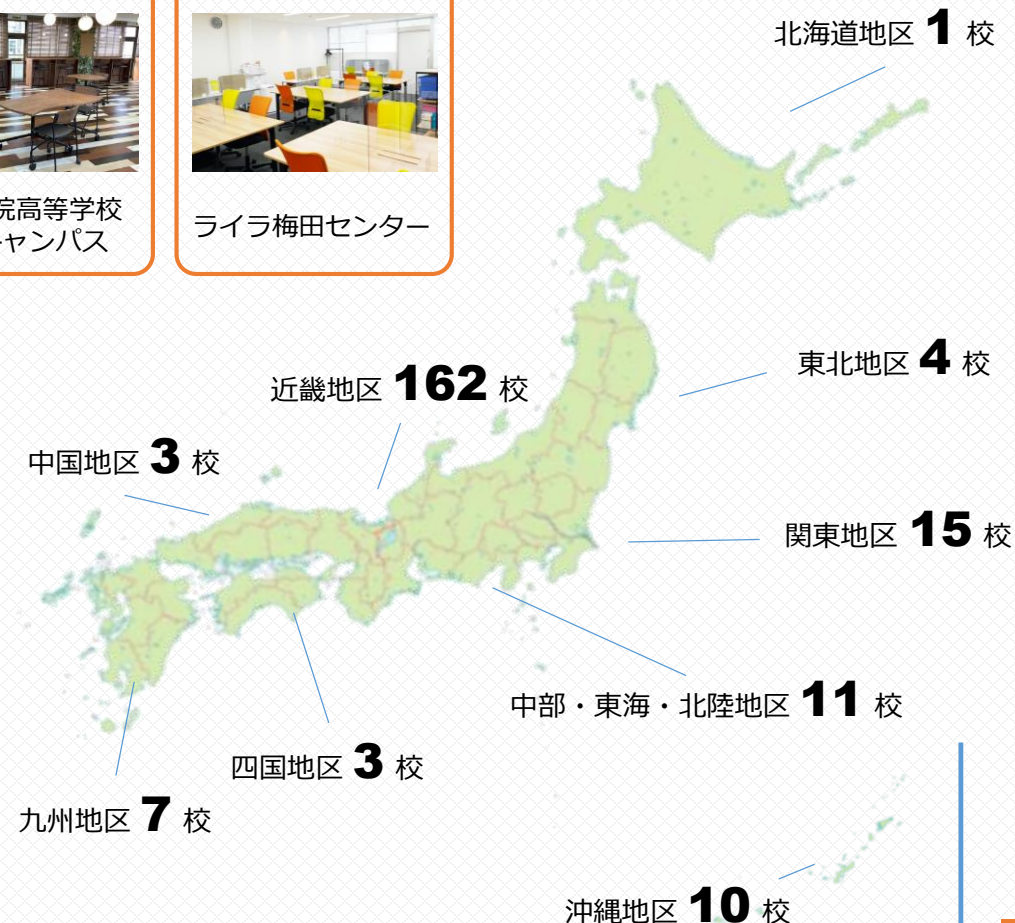 院高等学校
ャンパス
ライラ梅田センター
北海道地区 1 校
東北地区 4 校
近畿地区 162 校
中国地区 3 校
関東地区 15 校
中部・東海・北陸地区 11 校
四国地区 3 校
九州地区 7 校
沖縄地区 10 校